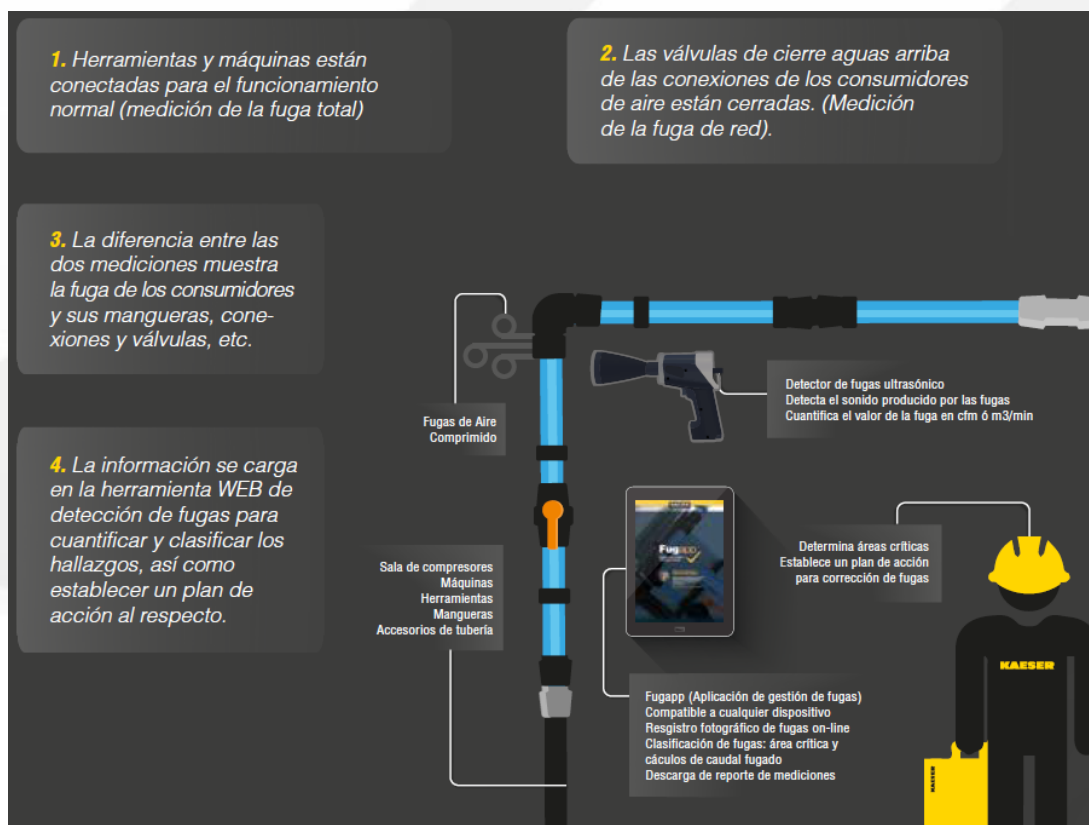 1. Herramientas y máquinas están
conectadas para el funcionamiento
normal (medición de la fuga total)
2. Las válvulas de cierre aguas arriba
de las conexiones de los consumidores
de aire están cerradas. (Medición
de la fuga de red).
3. La diferencia entre las
dos mediciones muestra
la fuga de los consumidores
y sus mangueras, cone-
xiones y válvulas, etc.
Fugas de Aire
Comprimido
Detector de fugas ultrasónico
Detecta el sonido producido por las fugas
Cuantifica el valor de la fuga en cfm ó m3/min
4. La información se carga
en la herramienta WEB de
detección de fugas para
cuantificar y clasificar los
hallazgos, así como
establecer un plan de
acción al respecto.
Sala de compresores
Máquinas
Herramientas
Mangueras
Accesorios de tubería
Fugapp
Determina áreas críticas
Establece un plan de acción
para corrección de fugas
KAESER
Fugapp (Aplicación de gestión de fugas)
Compatible a cualquier dispositivo
Resgistro fotográfico de fugas on-line
Clasificación de fugas: área crítica y
cáculos de caudal fugado
Descarga de reporte de mediciones
KAESER